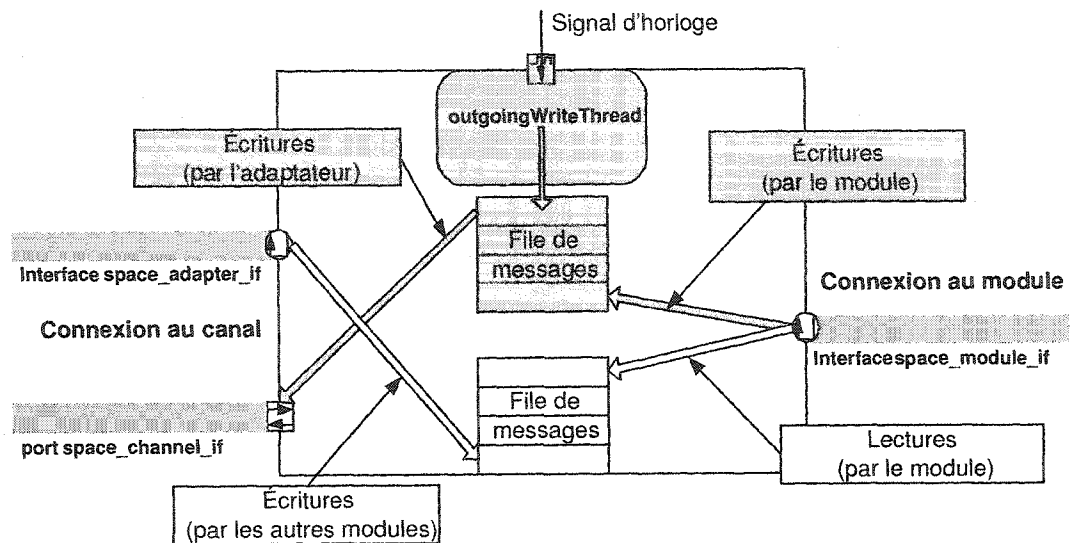 Signal d'horloge
outgoingWriteThread
Écritures
(par l'adaptateur)
Écritures
(par le module)
File de
messages
Interface space_adapter_if
Connexion au module
Connexion au canal
Interfacespace_module_if
File de
messages
port space_channel_if
Lectures
(par le module)
Écritures
(par les autres modules)